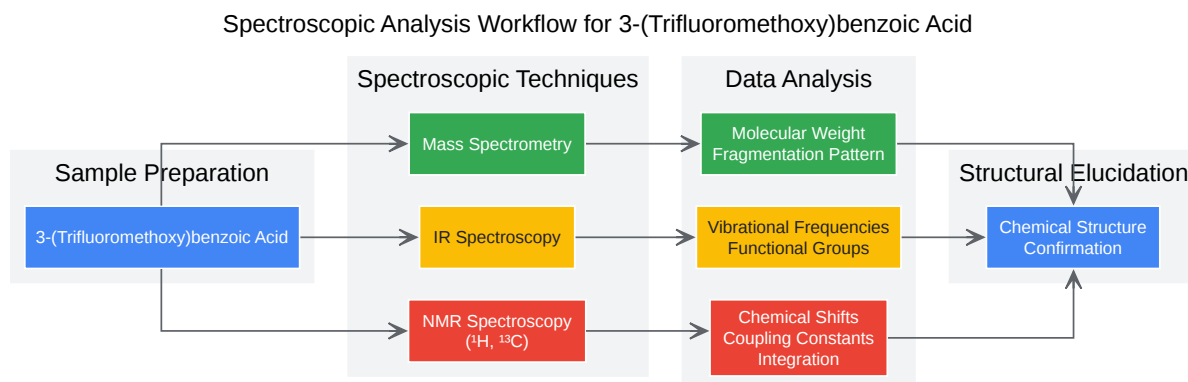 Spectroscopic Analysis Workflow for 3-(Trifluoromethoxy)benzoic Acid
Sample Preparation
3-(Trifluoromethoxy)benzoic Acid
Spectroscopic Techniques
Mass Spectrometry
IR Spectroscopy
NMR Spectroscopy
(¹H, ¹³C)
Data Analysis
Molecular Weight
Fragmentation Pattern
Vibrational Frequencies
Functional Groups
Chemical Shifts
Coupling Constants
Integration
Structural Elucidation
Chemical Structure
Confirmation